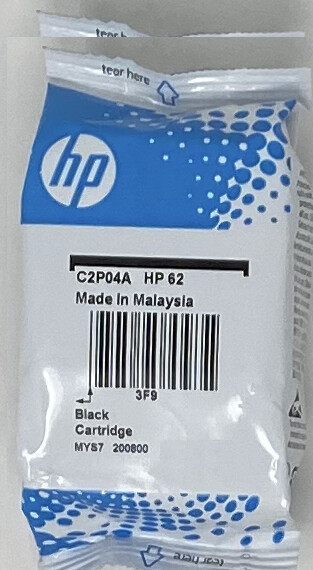 tear here
tear here
hp
C2P04A HP 62
Made in Malaysia
3F9
Black
Cartridge
MYS7 200800
tear here